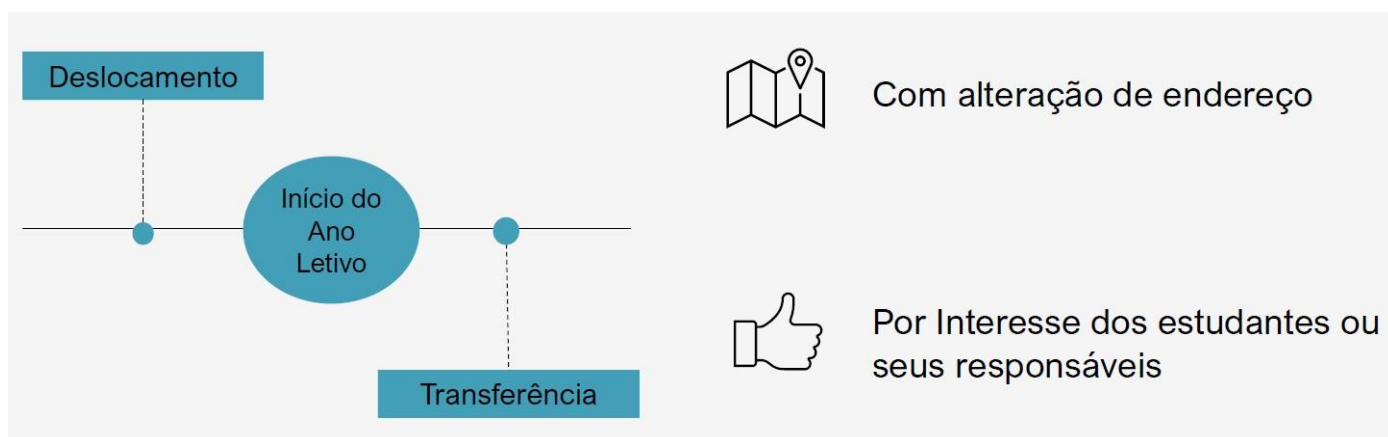 Deslocamento
Início do
Ano
Letivo
Transferência
Com alteração de endereço
Por Interesse dos estudantes ou
seus responsáveis